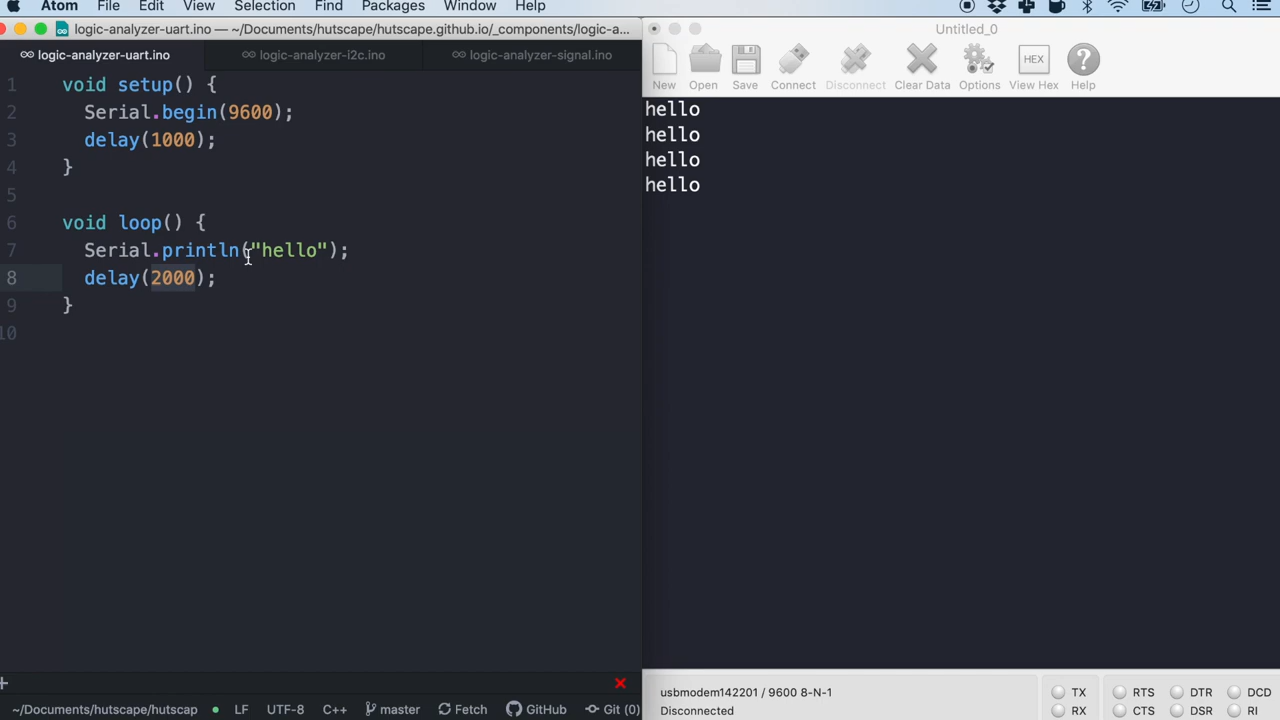 Atom File Edit View Selection Find Packages Window Help
logic-analyzer-uart.ino — ~/Documents/hutscape/hutscape.github.io/_components/logic-a...
logic-analyzer-uart.ino logic-analyzer-i2c.ino logic-analyzer-signal.ino
1 void setup() {
2 Serial.begin(9600);
3 delay(1000);
4 }
5
6 void loop() {
7 Serial.println("hello");
8 delay(2000);
9 }
10
+
~/Documents/hutscape/hutscap LF UTF-8 C++ master Fetch GitHub Git (0)
Untitled_0
New Open Save Connect Disconnect Clear Data Options HEX View Hex ? Help
hello
hello
hello
hello
usbmodem142201 / 9600 8-N-1
Disconnected
TX RTS DTR DCD
RX CTS DSR RI